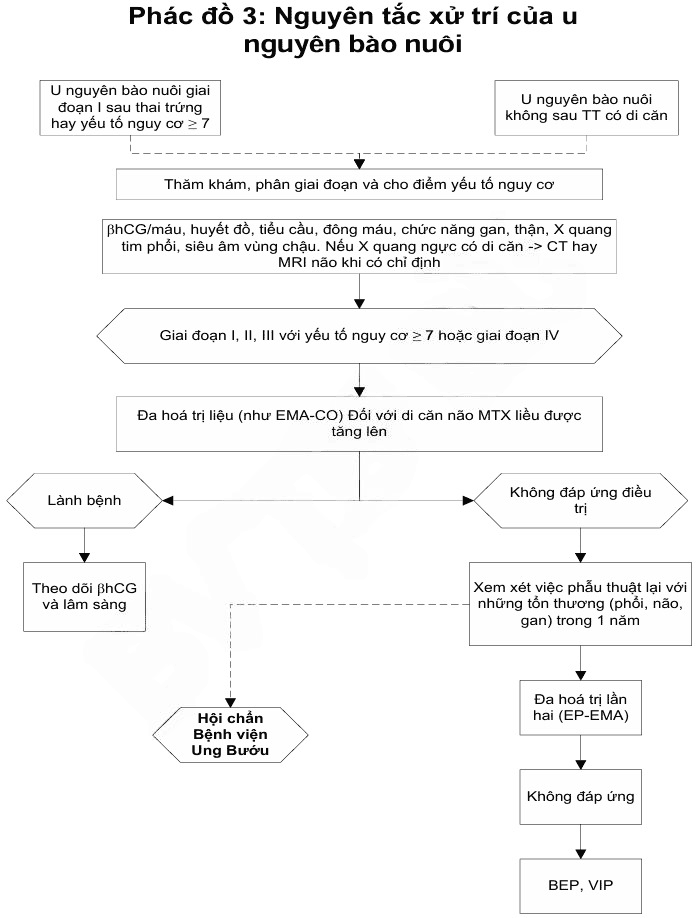 Phác đồ 3: Nguyên tắc xử trí của u
nguyên bào nuôi
U nguyên bào nuôi giai
đoạn I sau thai trứng
hay yếu tố nguy cơ ≥ 7
U nguyên bào nuôi
không sau TT có di căn
Thăm khám, phân giai đoạn và cho điểm yếu tố nguy cơ
βhCG/máu, huyết đồ, tiểu cầu, đông máu, chức năng gan, thận, X quang
tim phổi, siêu âm vùng chậu. Nếu X quang ngực có di căn -> CT hay
MRI não khi có chỉ định
Giai đoạn I, II, III với yếu tố nguy cơ ≥ 7 hoặc giai đoạn IV
Đa hoá trị liệu (như EMA-CO) Đối với di căn não MTX liều được
tăng lên
Lành bệnh
Không đáp ứng điều
trị
Theo dõi βhCG
và lâm sàng
Xem xét việc phẫu thuật lại với
những tổn thương (phổi, não,
gan) trong 1 năm
Hội chẩn
Bệnh viện
Ung Bướu
Đa hoá trị lần
hai (EP-EMA)
Không đáp ứng
BEP, VIP